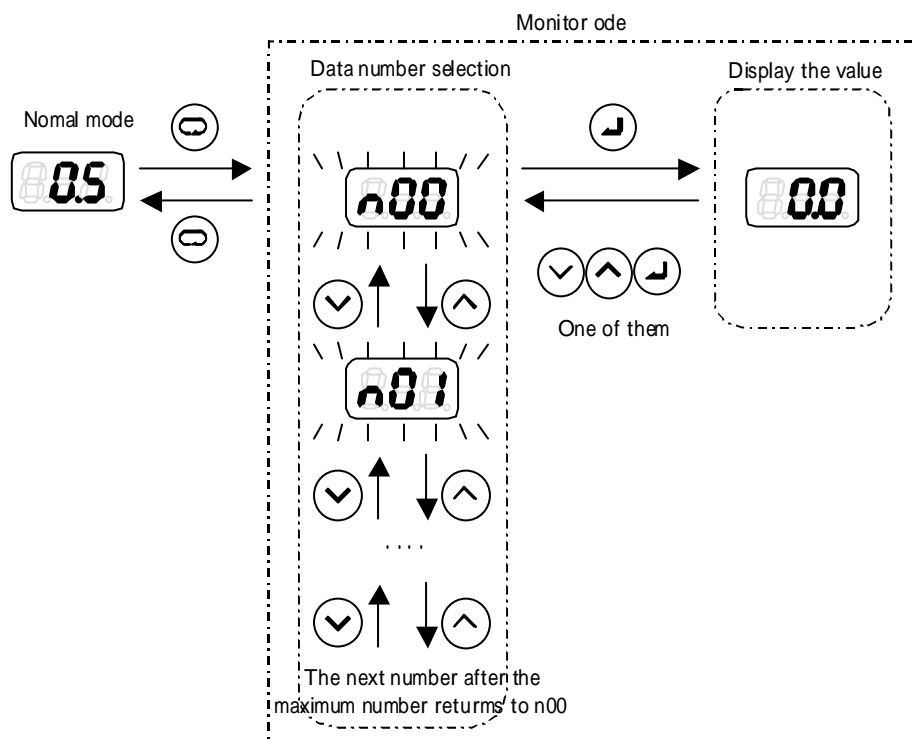 Monitor ode
Data number selection
Display the value
Nomal mode
0.5
n00
0.0
One of them
n01
....
The next number after the
maximum number returms to n00